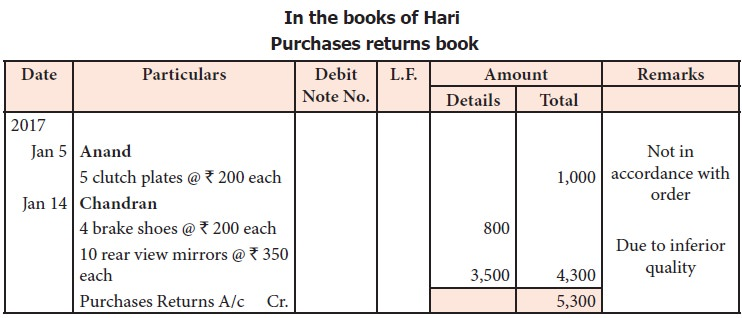 In the books of Hari
Purchases returns book
Date Particulars Debit Note No. L.F. Amount Remarks
Details Total
2017
Jan 5 Anand Not in
5 clutch plates @ ₹ 200 each 1,000 accordance with
order
Jan 14 Chandran
4 brake shoes @ ₹ 200 each 800
10 rear view mirrors @ ₹ 350 Due to inferior
each 3,500 4,300 quality
Purchases Returns A/c Cr. 5,300